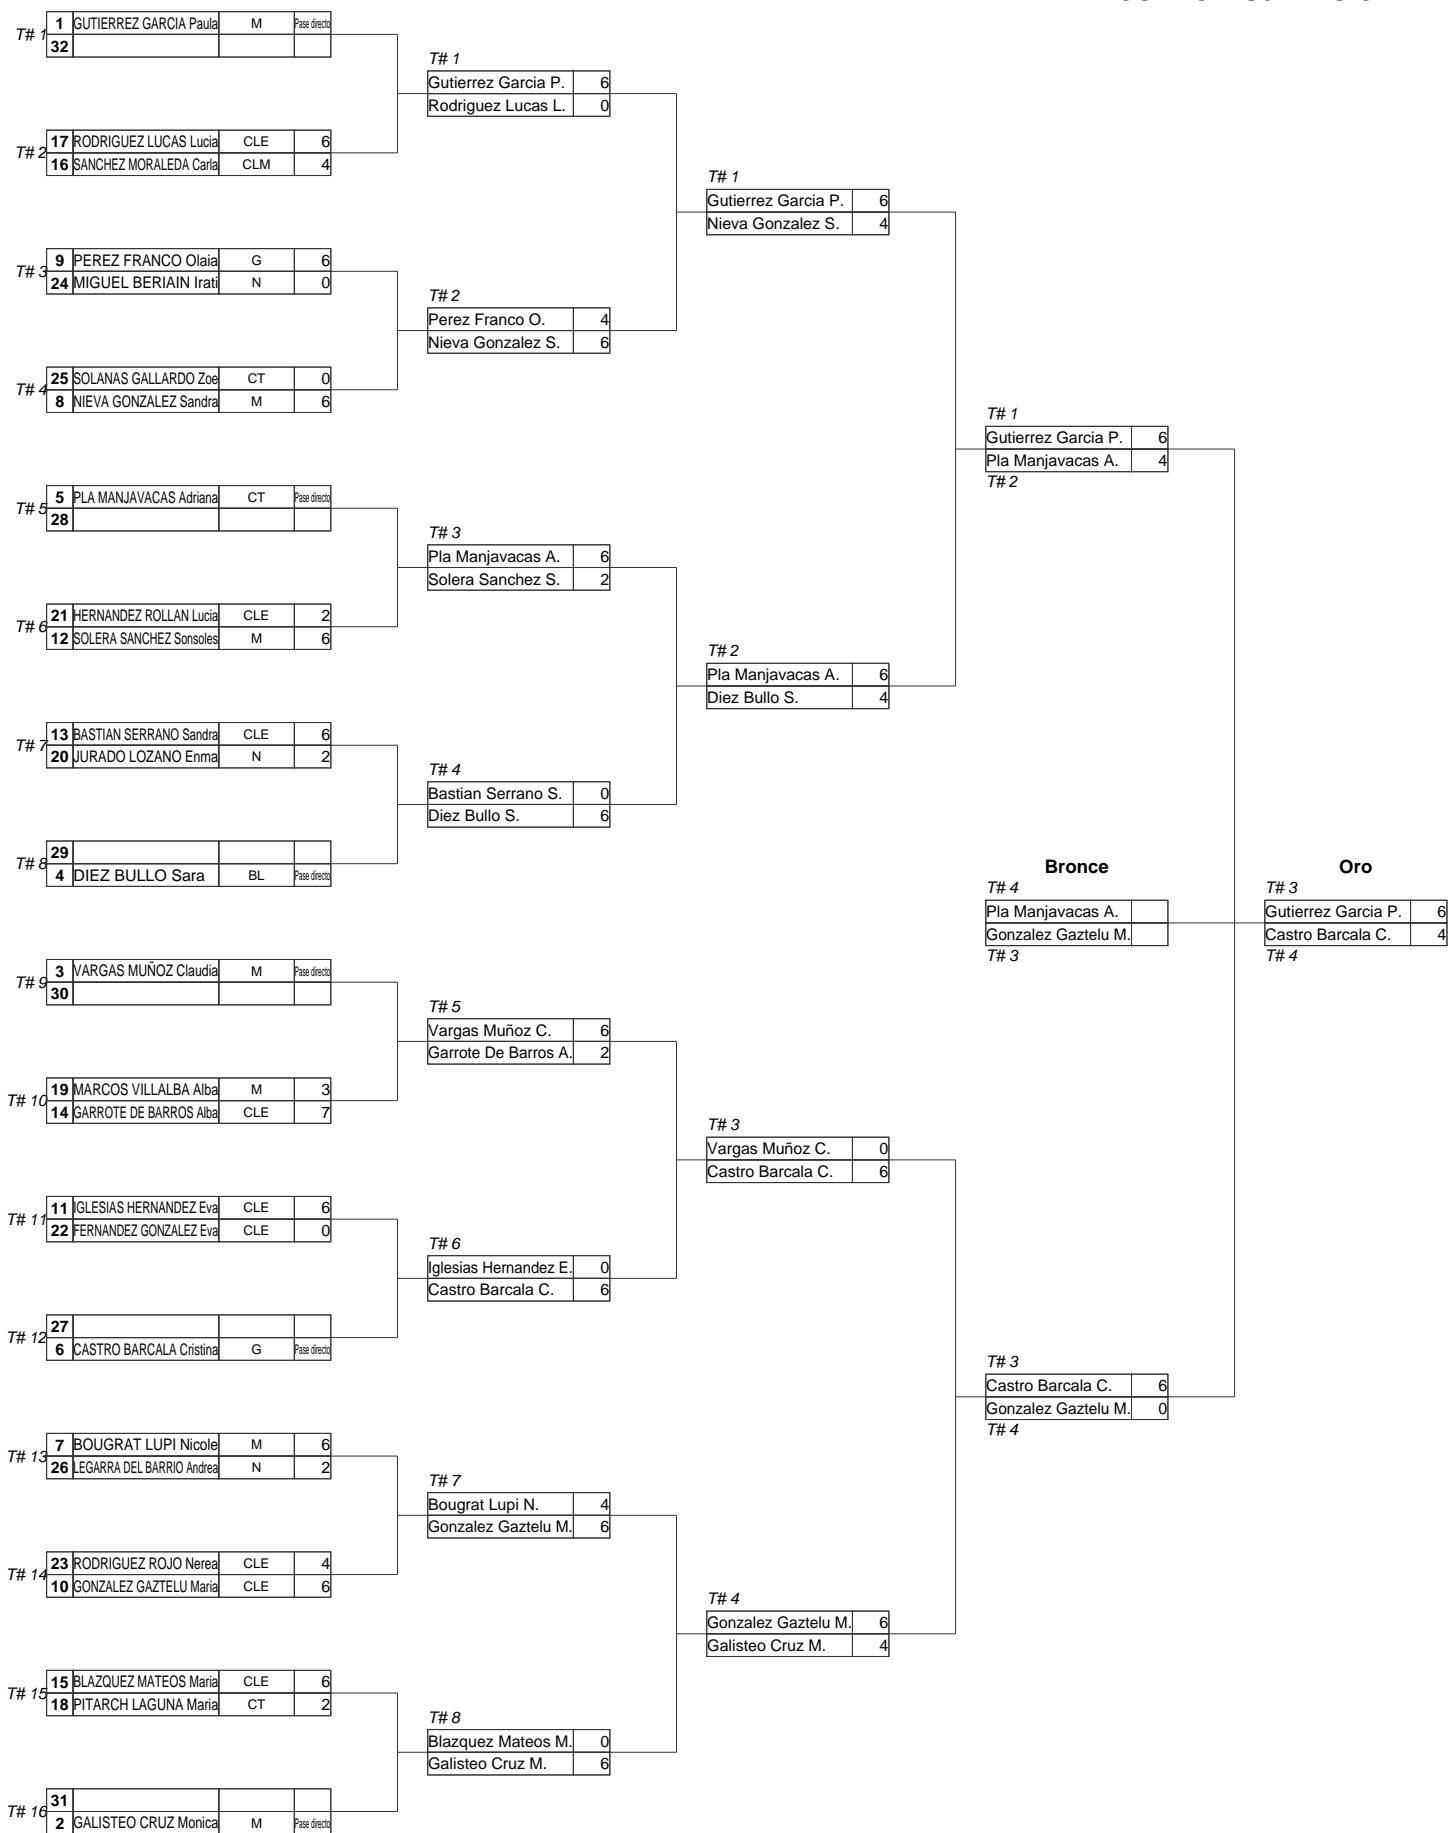 T# 1
1 GUTIERREZ GARCIA Paula M Pase directo
32
T# 2
17 RODRIGUEZ LUCAS Lucia CLE 6
16 SANCHEZ MORALEDA Carla CLM 4
T# 3
9 PEREZ FRANCO Olaia G 6
24 MIGUEL BERIAIN Irati N 0
T# 4
25 SOLANAS GALLARDO Zoe CT 0
8 NIEVA GONZALEZ Sandra M 6
T# 5
5 PLA MANJAVACAS Adriana CT Pase directo
28
T# 6
21 HERNANDEZ ROLLAN Lucia CLE 2
12 SOLERA SANCHEZ Sonsoles M 6
T# 7
13 BASTIAN SERRANO Sandra CLE 6
20 JURADO LOZANO Enma N 2
T# 8
29
4 DIEZ BULLO Sara BL Pase directo
T# 9
3 VARGAS MUÑOZ Claudia M Pase directo
30
T# 10
19 MARCOS VILLALBA Alba M 3
14 GARROTE DE BARROS Alba CLE 7
T# 11
11 IGLESIAS HERNANDEZ Eva CLE 6
22 FERNANDEZ GONZALEZ Eva CLE 0
T# 12
27
6 CASTRO BARCALA Cristina G Pase directo
T# 13
7 BOUGRAT LUPI Nicole M 6
26 LEGARRA DEL BARRIO Andrea N 2
T# 14
23 RODRIGUEZ ROJO Nerea CLE 4
10 GONZALEZ GAZTELU Maria CLE 6
T# 15
15 BLAZQUEZ MATEOS Maria CLE 6
18 PITARCH LAGUNA Maria CT 2
T# 16
31
2 GALISTEO CRUZ Monica M Pase directo
T# 1
Gutierrez Garcia P. 6
Rodriguez Lucas L. 0
T# 2
Perez Franco O. 4
Nieva Gonzalez S. 6
T# 3
Pla Manjavacas A. 6
Solera Sanchez S. 2
T# 4
Bastian Serrano S. 0
Diez Bullo S. 6
T# 5
Vargas Muñoz C. 6
Garrote De Barros A. 2
T# 6
Iglesias Hernandez E. 0
Castro Barcala C. 6
T# 7
Bougrat Lupi N. 4
Gonzalez Gaztelu M. 6
T# 8
Blazquez Mateos M. 0
Galisteo Cruz M. 6
T# 1
Gutierrez Garcia P. 6
Nieva Gonzalez S. 4
T# 2
Pla Manjavacas A. 6
Diez Bullo S. 4
T# 3
Vargas Muñoz C. 0
Castro Barcala C. 6
T# 4
Gonzalez Gaztelu M. 6
Galisteo Cruz M. 4
T# 1
Gutierrez Garcia P. 6
Pla Manjavacas A. 4
T# 2
Bronce
T# 4
Pla Manjavacas A.
Gonzalez Gaztelu M.
T# 3
T# 3
Castro Barcala C. 6
Gonzalez Gaztelu M. 0
T# 4
Oro
T# 3
Gutierrez Garcia P. 6
Castro Barcala C. 4
T# 4